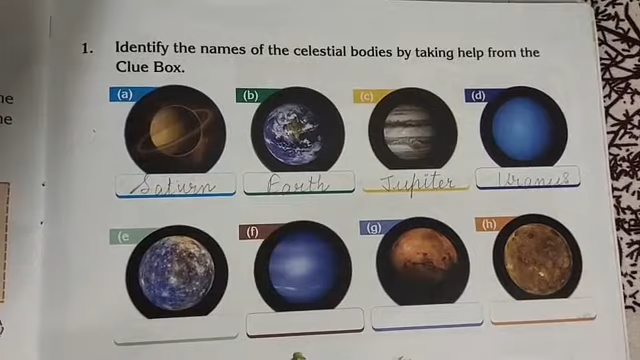 1. Identify the names of the celestial bodies by taking help from the
Clue Box.
(a) (b) (c) (d)
Saturn Earth Jupiter Uranus
(e (f) (g) (h)